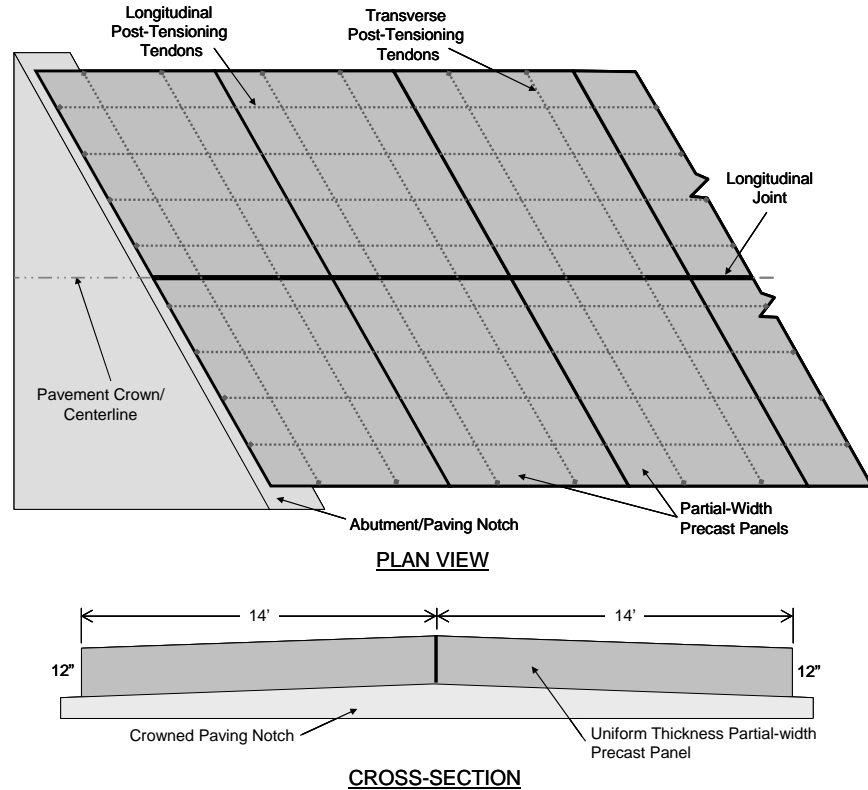 Longitudinal
Post-Tensioning
Tendons
Transverse
Post-Tensioning
Tendons
Longitudinal
Joint
Pavement Crown/
Centerline
Abutment/Paving Notch
Partial-Width
Precast Panels
PLAN VIEW
14'
14'
12”
12”
Crowned Paving Notch
Uniform Thickness Partial-width
Precast Panel
CROSS-SECTION